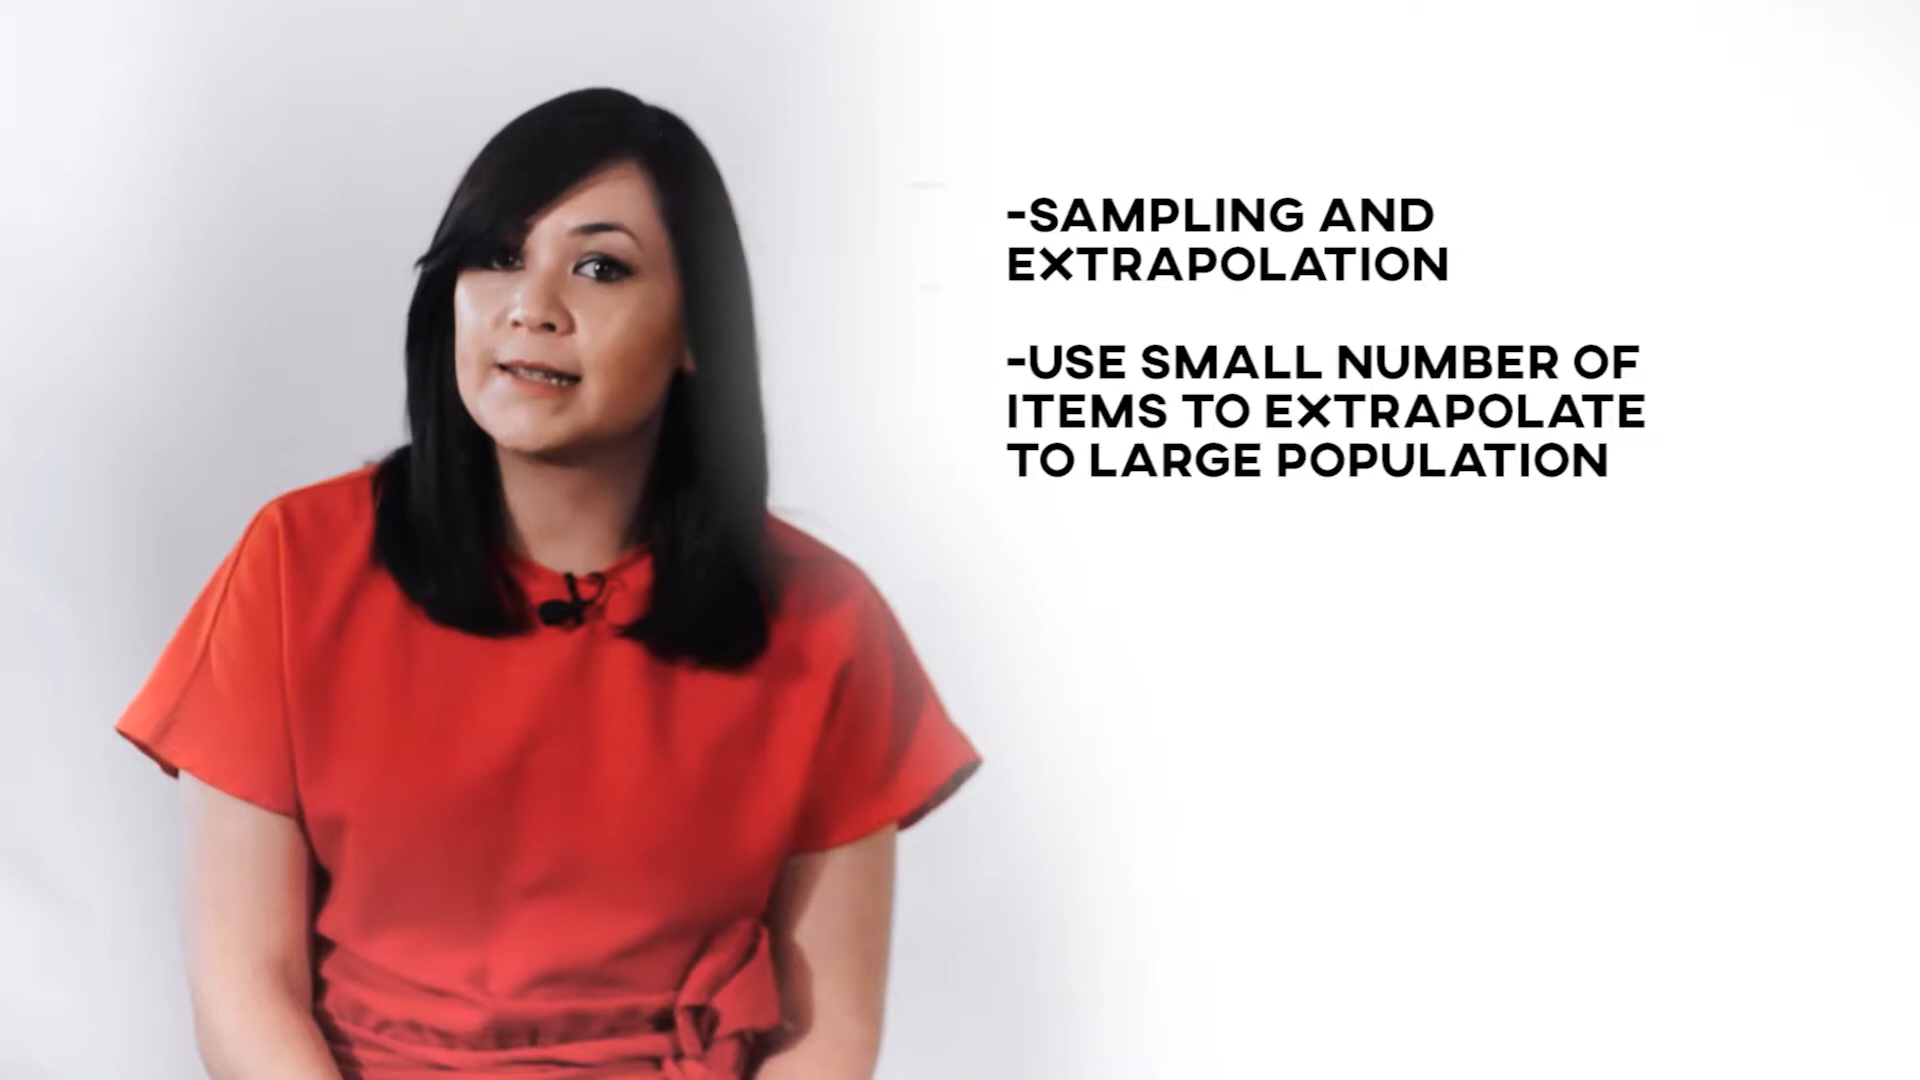 -SAMPLING AND
EXTRAPOLATION
-USE SMALL NUMBER OF
ITEMS TO EXTRAPOLATE
TO LARGE POPULATION